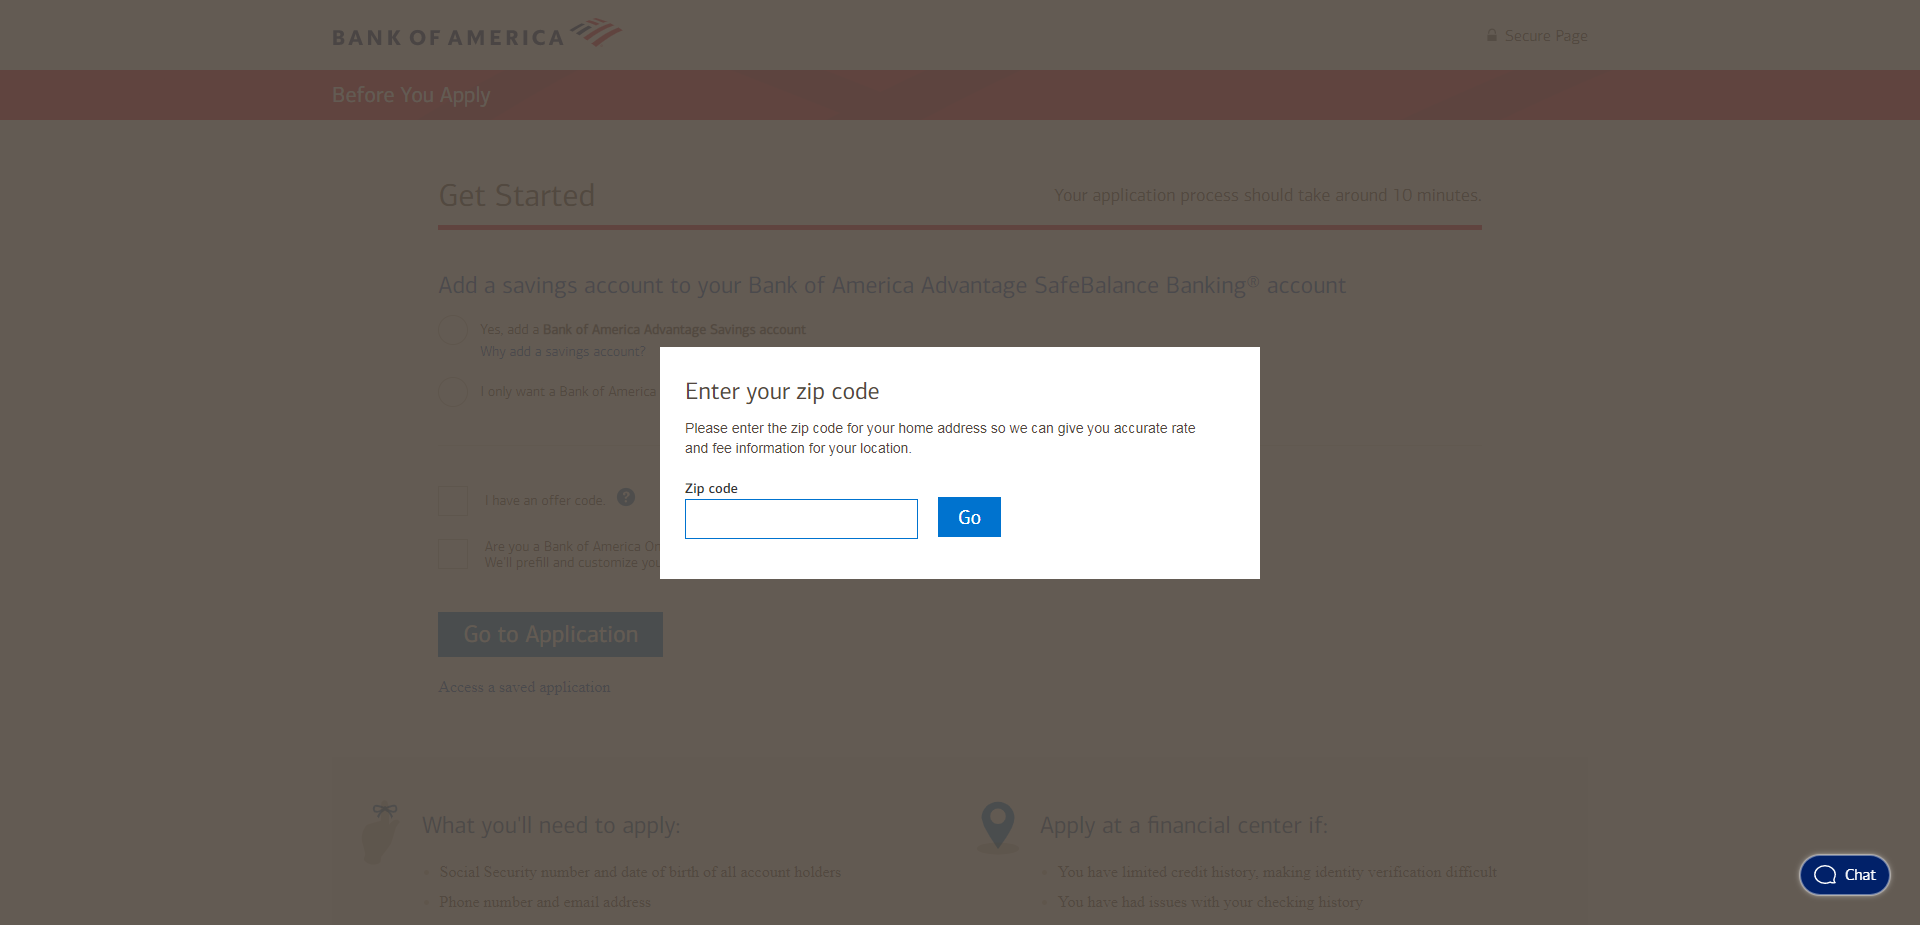 BANK OF AMERICA
Secure Page
Before You Apply
Get Started
Your application process should take around 10 minutes.
Add a savings account to your Bank of America Advantage SafeBalance Banking® account
Yes, add a Bank of America Advantage Savings account
Why add a savings account?
I only want a Bank of America
Enter your zip code
Please enter the zip code for your home address so we can give you accurate rate
and fee information for your location.
Zip code
Go
I have an offer code.
?
Are you a Bank of America On
We'll prefill and customize you
Go to Application
Access a saved application
What you'll need to apply:
Social Security number and date of birth of all account holders
Phone number and email address
Apply at a financial center if:
You have limited credit history, making identity verification difficult
You have had issues with your checking history
Chat